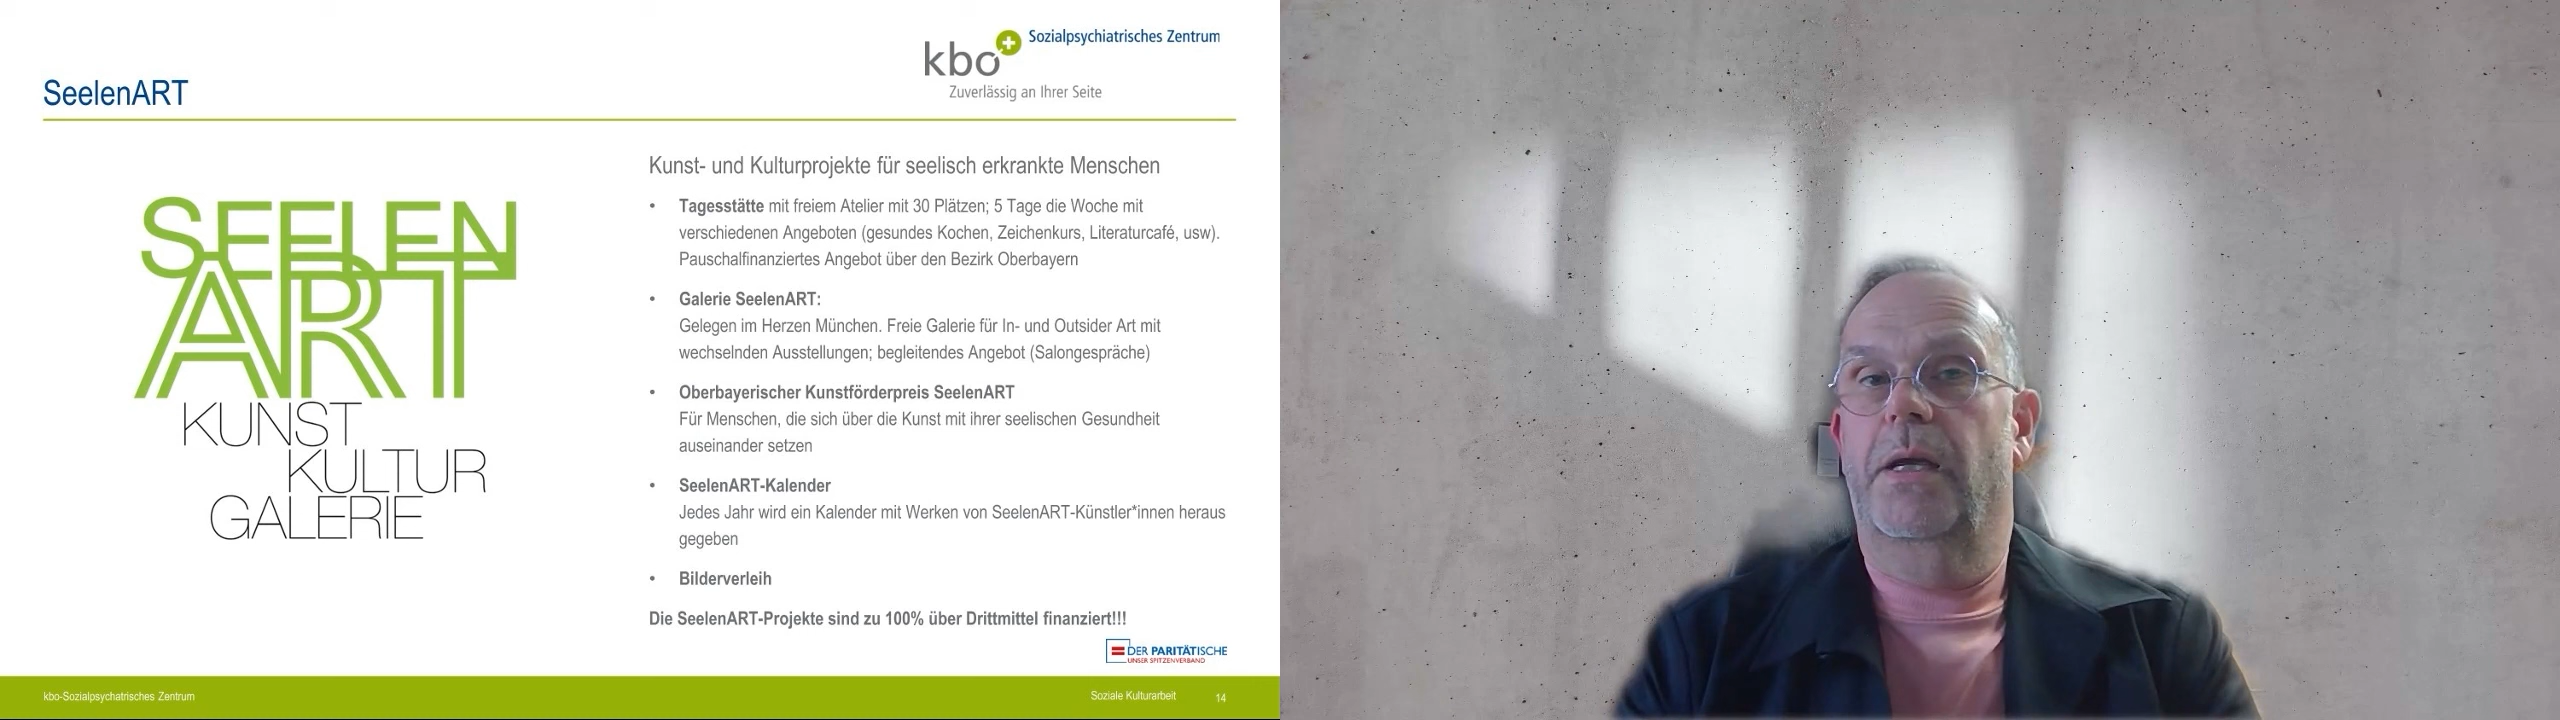 kbo Sozialpsychiatrisches Zentrum
Zuverlässig an Ihrer Seite
SeelenART
SEELEN
ART
KUNST
KULTUR
GALERIE
Kunst- und Kulturprojekte für seelisch erkrankte Menschen
• Tagesstätte mit freiem Atelier mit 30 Plätzen; 5 Tage die Woche mit
verschiedenen Angeboten (gesundes Kochen, Zeichenkurs, Literaturcafé, usw).
Pauschalfinanziertes Angebot über den Bezirk Oberbayern
• Galerie SeelenART:
Gelegen im Herzen München. Freie Galerie für In- und Outsider Art mit
wechselnden Ausstellungen; begleitendes Angebot (Salongespräche)
• Oberbayerischer Kunstförderpreis SeelenART
Für Menschen, die sich über die Kunst mit ihrer seelischen Gesundheit
auseinander setzen
• SeelenART-Kalender
Jedes Jahr wird ein Kalender mit Werken von SeelenART-Künstler*innen heraus
gegeben
• Bilderverleih
Die SeelenART-Projekte sind zu 100% über Drittmittel finanziert!!!
DER PARITÄTISCHE
UNSER SPITZENVERBAND
kbo-Sozialpsychatrisches Zentrum
Soziale Kulturarbeit 14